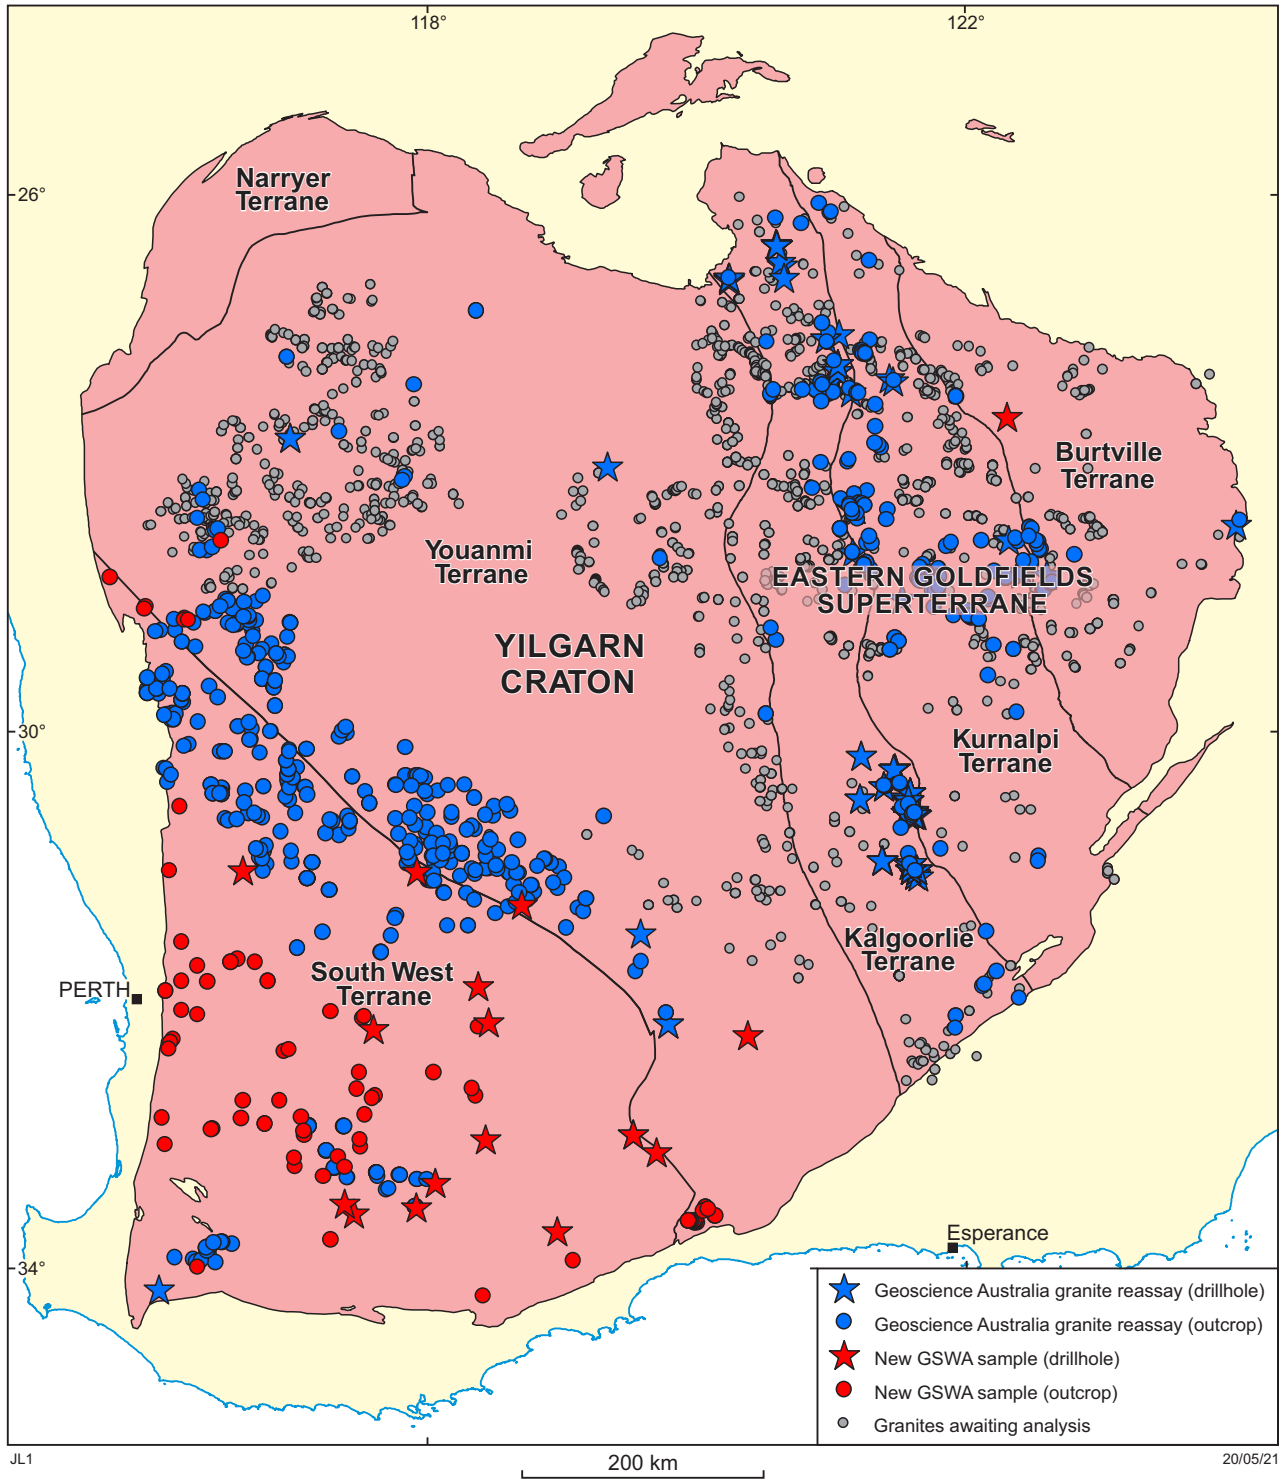 118°
122°
26°
Narryer
Terrane
Burtville
Terrane
Youanmi
Terrane
EASTERN GOLDFIELDS
SUPERTERRANE
YILGARN
CRATON
30°
Kurnalpi
Terrane
Kalgoorlie
Terrane
South West
Terrane
PERTH
Esperance
34°
Geoscience Australia granite reassay (drillhole)
Geoscience Australia granite reassay (outcrop)
New GSWA sample (drillhole)
New GSWA sample (outcrop)
Granites awaiting analysis
JL1
200 km
20/05/21